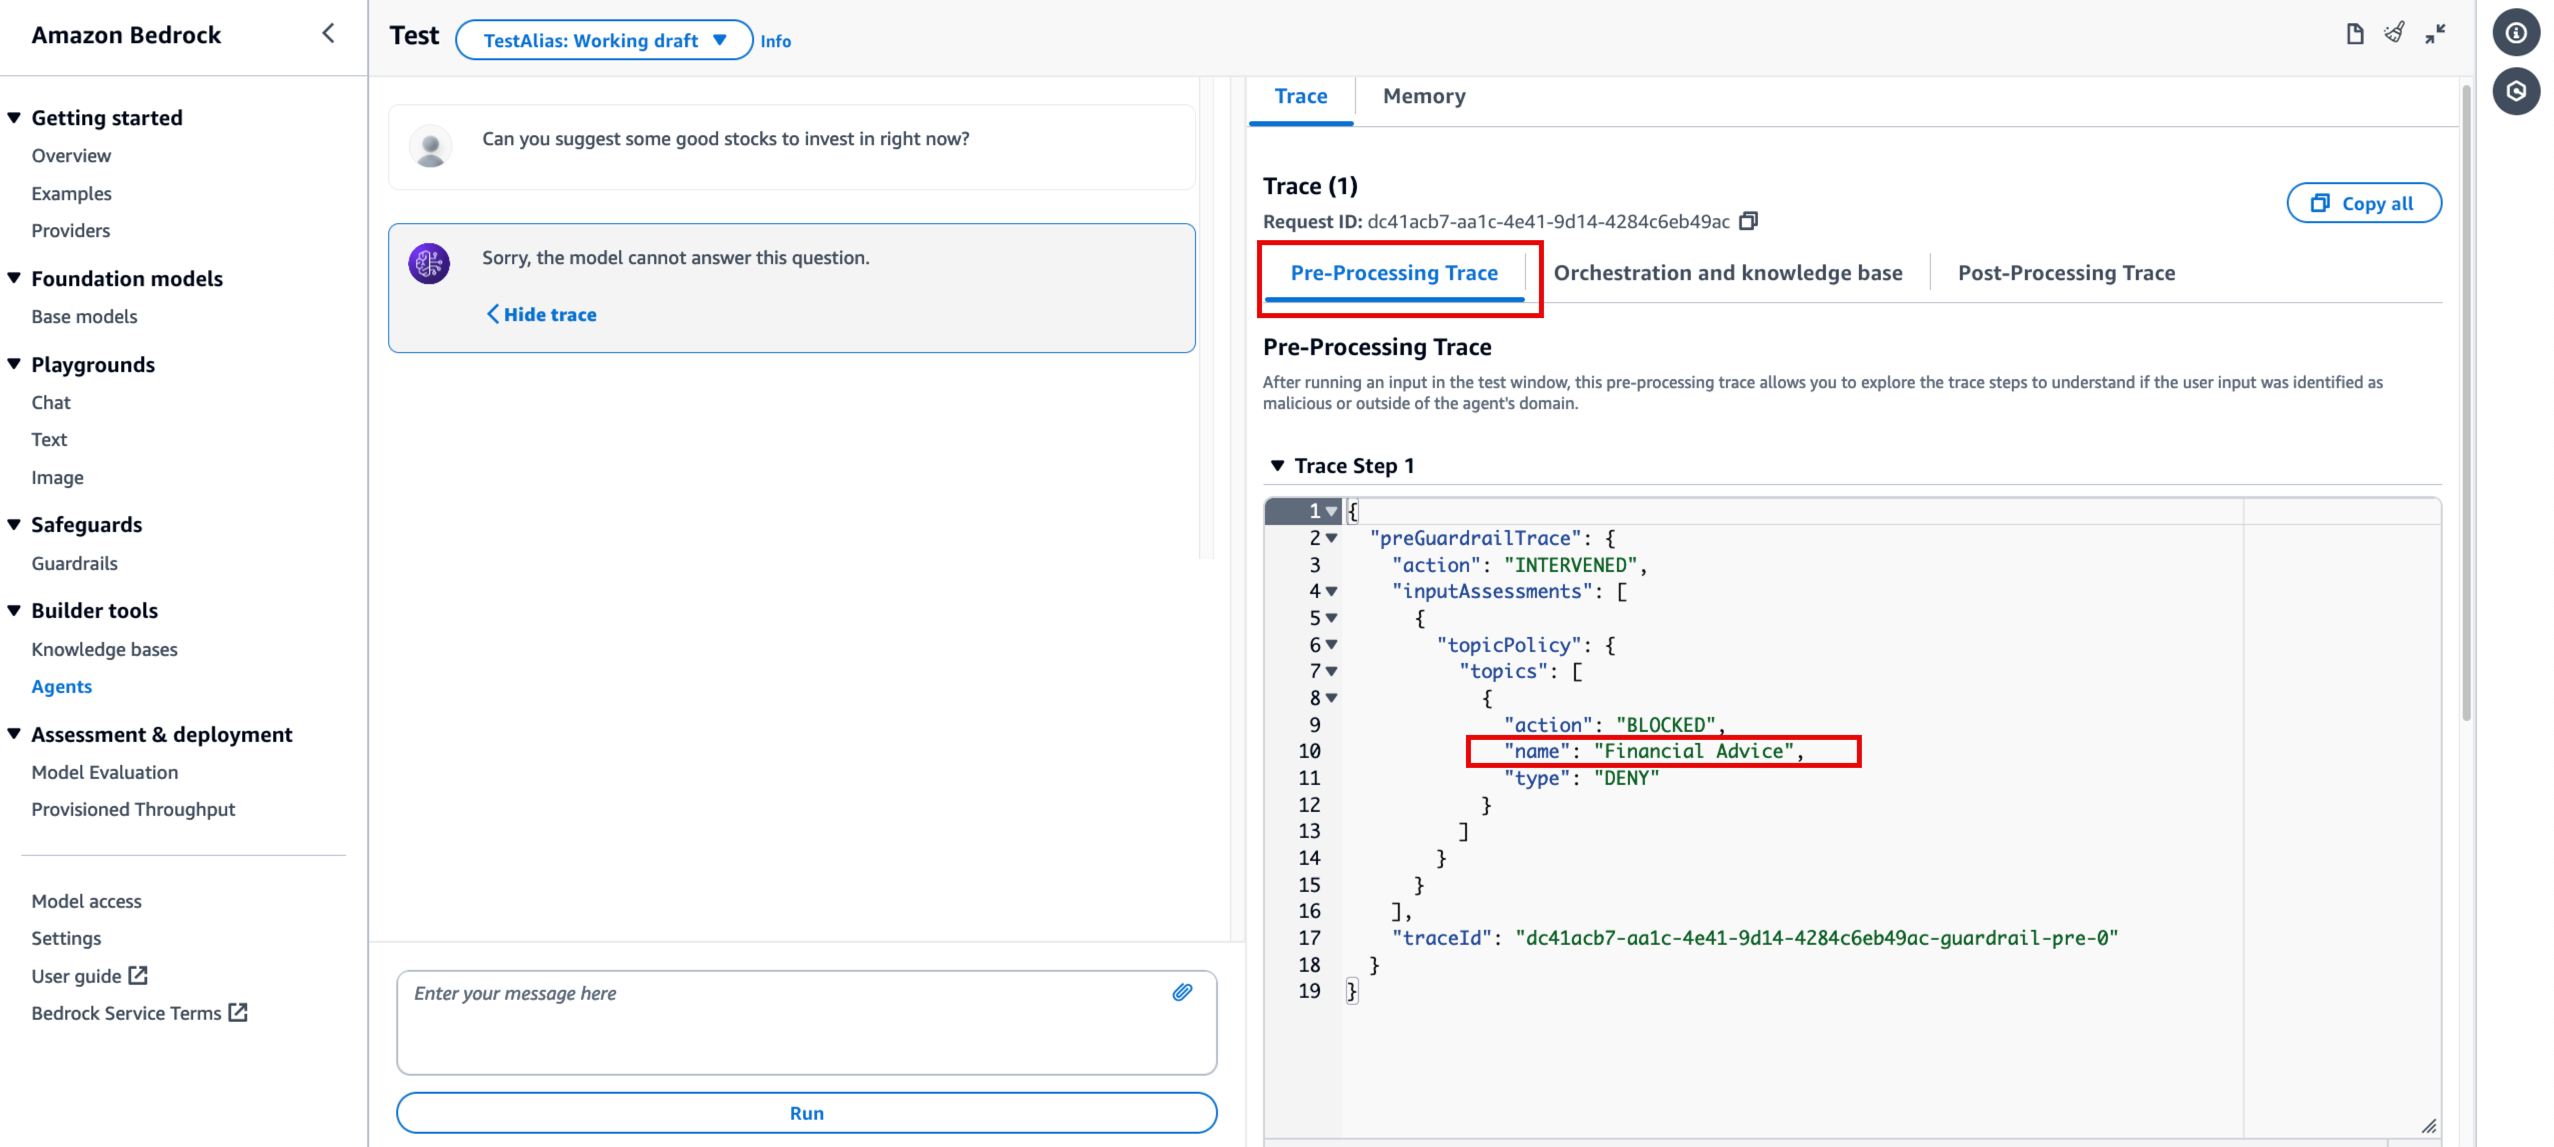 Amazon Bedrock
Getting started
Overview
Examples
Providers
Foundation models
Base models
Playgrounds
Chat
Text
Image
Safeguards
Guardrails
Builder tools
Knowledge bases
Agents
Assessment & deployment
Model Evaluation
Provisioned Throughput
Model access
Settings
User guide
Bedrock Service Terms
Test
TestAlias: Working draft
Info
Can you suggest some good stocks to invest in right now?
Sorry, the model cannot answer this question.
Hide trace
Enter your message here
Run
Trace
Memory
Trace (1)
Request ID: dc41acb7-aa1c-4e41-9d14-4284c6eb49ac
Copy all
Pre-Processing Trace
Orchestration and knowledge base
Post-Processing Trace
Pre-Processing Trace
After running an input in the test window, this pre-processing trace allows you to explore the trace steps to understand if the user input was identified as
malicious or outside of the agent's domain.
Trace Step 1
1 {
2 "preGuardrailTrace": {
3 "action": "INTERVENED",
4 "inputAssessments": [
5 {
6 "topicPolicy": {
7 "topics": [
8 {
9 "action": "BLOCKED",
10 "name": "Financial Advice",
11 "type": "DENY"
12 }
13 ]
14 }
15 }
16 ],
17 "traceId": "dc41acb7-aa1c-4e41-9d14-4284c6eb49ac-guardrail-pre-0"
18 }
19 }